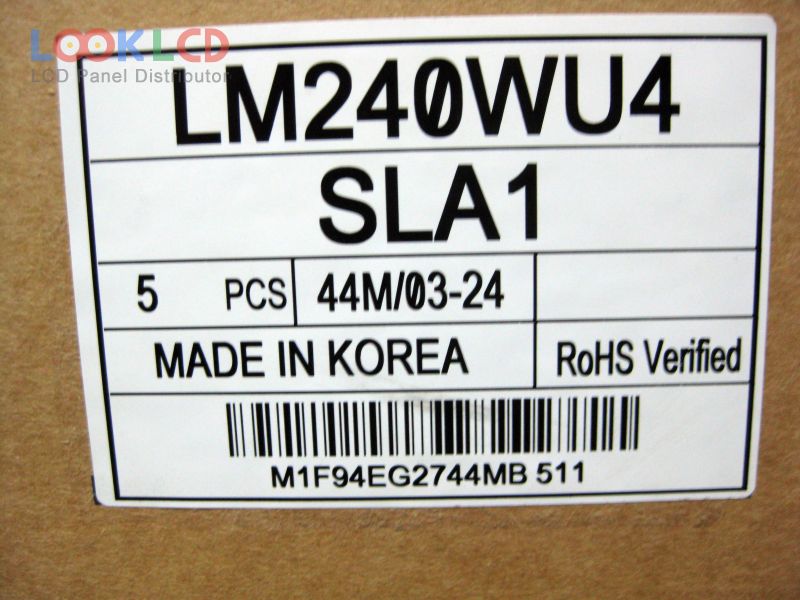 LOOKLCD
LCD Panel Distributor
LM240WU4
SLA1
5 PCS 44M/03-24
MADE IN KOREA RoHS Verified
M1F94EG2744MB 511